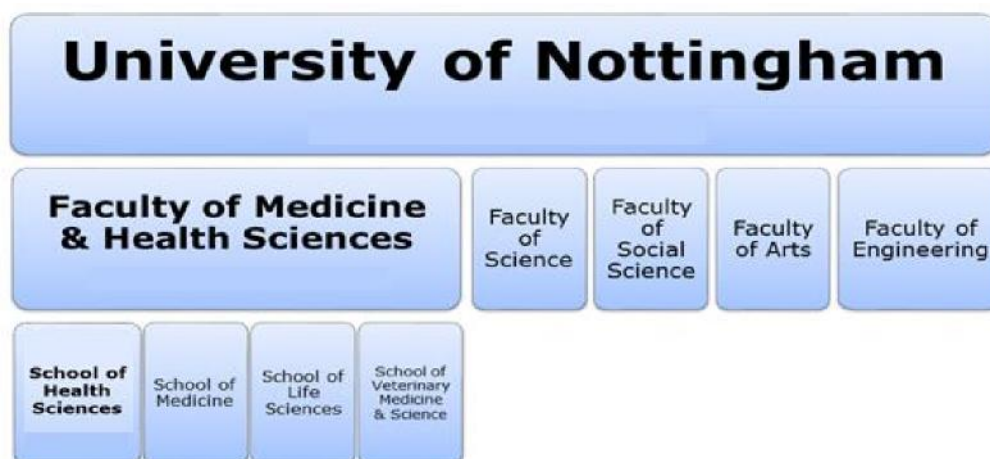 University of Nottingham
Faculty of Medicine
& Health Sciences
Faculty
of
Science
Faculty
of
Social
Science
Faculty
of Arts
Faculty of
Engineering
School of
Health
Sciences
School of
Medicine
School of
Life
Sciences
School of
Veterinary
Medicine
& Science